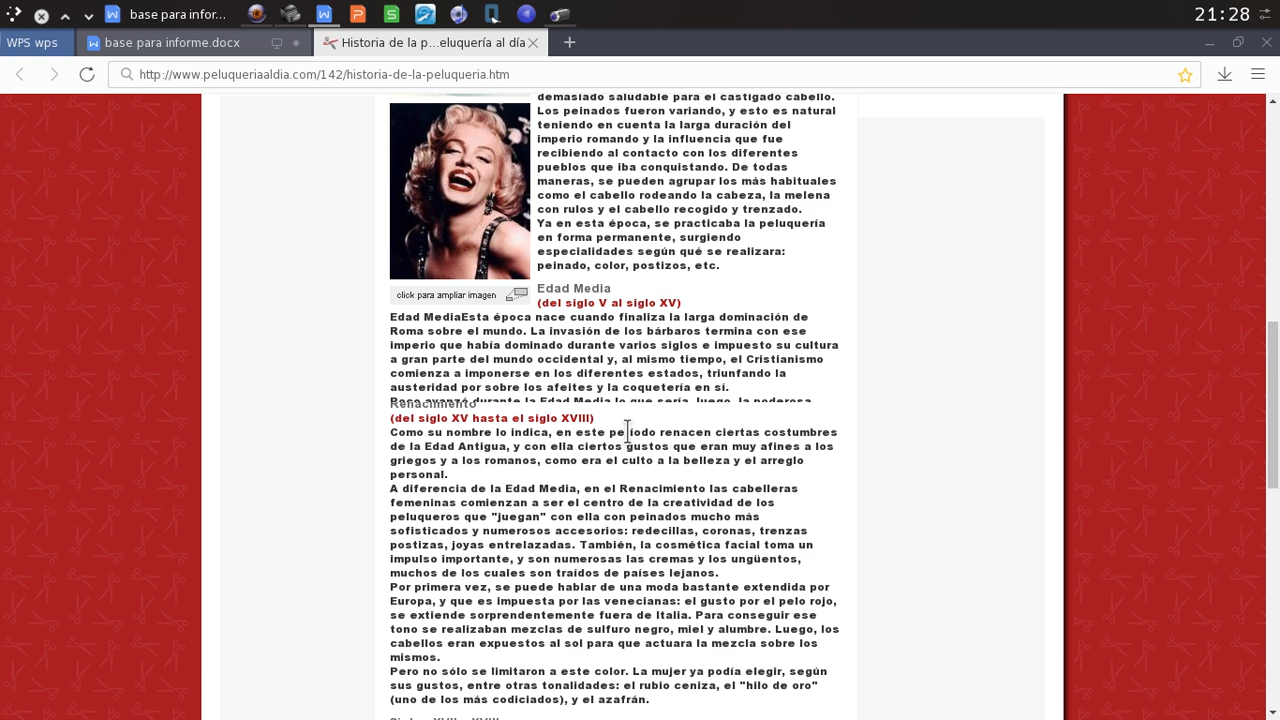 base para infor...
21:28
WPS wps
base para informe.docx
Historia de la p...eluquería al día
http://www.peluqueriaaldia.com/142/historia-de-la-peluqueria.htm
demasiado saludable para el castigado cabello.
Los peinados fueron variando, y esto es natural
teniendo en cuenta la larga duración del
imperio romando y la influencia que fue
recibiendo al contacto con los diferentes
pueblos que iba conquistando. De todas
maneras, se pueden agrupar los más habituales
como el cabello rodeando la cabeza, la melena
con rulos y el cabello recogido y trenzado.
Ya en esta época, se practicaba la peluquería
en forma permanente, surgiendo
especialidades según qué se realizara:
peinado, color, postizos, etc.
click para ampliar imagen
Edad Media
(del siglo V al siglo XV)
Edad MediaEsta época nace cuando finaliza la larga dominación de
Roma sobre el mundo. La invasión de los bárbaros termina con ese
imperio que había dominado durante varios siglos e impuesto su cultura
a gran parte del mundo occidental y, al mismo tiempo, el Cristianismo
comienza a imponerse en los diferentes estados, triunfando la
austeridad por sobre los afeites y la coquetería en sí.
durante la Edad Media lo que sería, luego, la poderosa
Renacimiento
(del siglo XV hasta el siglo XVIII)
Como su nombre lo indica, en este período renacen ciertas costumbres
de la Edad Antigua, y con ella ciertos gustos que eran muy afines a los
griegos y a los romanos, como era el culto a la belleza y el arreglo
personal.
A diferencia de la Edad Media, en el Renacimiento las cabelleras
femeninas comienzan a ser el centro de la creatividad de los
peluqueros que "juegan" con ella con peinados mucho más
sofisticados y numerosos accesorios: redecillas, coronas, trenzas
postizas, joyas entrelazadas. También, la cosmética facial toma un
impulso importante, y son numerosas las cremas y los ungüentos,
muchos de los cuales son traídos de países lejanos.
Por primera vez, se puede hablar de una moda bastante extendida por
Europa, y que es impuesta por las venecianas: el gusto por el pelo rojo,
se extiende sorprendentemente fuera de Italia. Para conseguir ese
tono se realizaban mezclas de sulfuro negro, miel y alumbre. Luego, los
cabellos eran expuestos al sol para que actuara la mezcla sobre los
mismos.
Pero no sólo se limitaron a este color. La mujer ya podía elegir, según
sus gustos, entre otras tonalidades: el rubio ceniza, el "hilo de oro"
(uno de los más codiciados), y el azafrán.